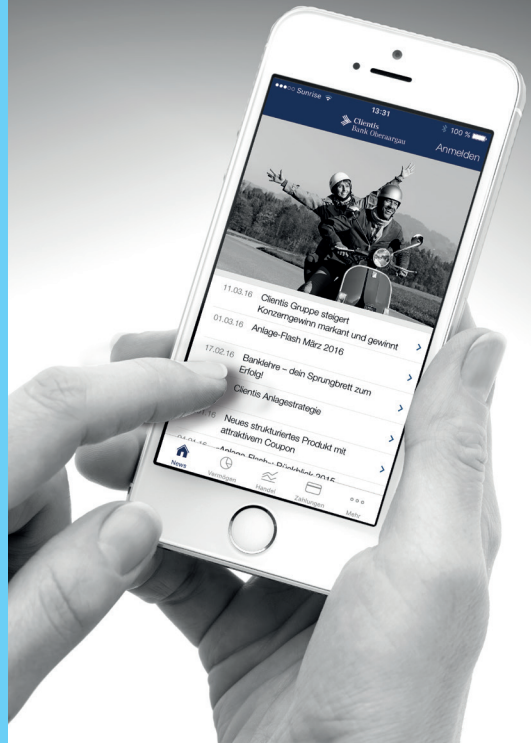 Sunrise
13:31
100 %
Clientis
Bank Oberaargau
Anmelden
11.03.16 Clientis Gruppe steigert
Konzerngewinn markant und gewinnt
01.03.16 Anlage-Flash März 2016
17.02.16 Banklehre – dein Sprungbrett zum
Erfolg!
Clientis Anlagestrategie
Neues strukturiertes Produkt mit
attraktivem Coupon
News
Vermögen
Handel
Zahlungen
Mehr